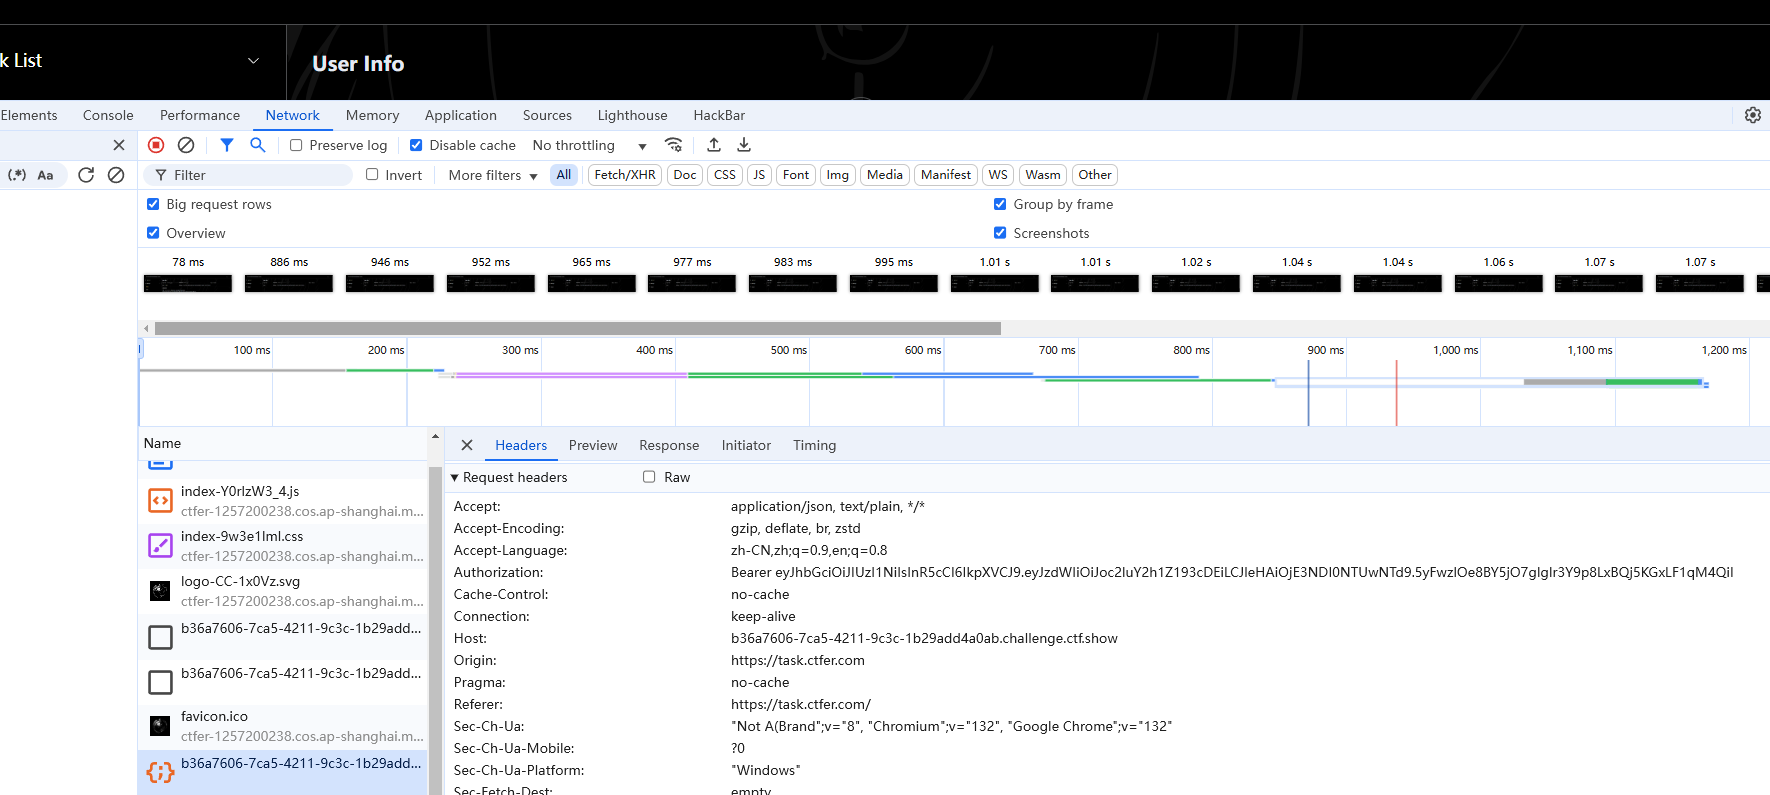 k List
User Info
Elements Console Performance Network Memory Application Sources Lighthouse HackBar
Preserve log Disable cache No throttling
(.*) Aa Filter Invert More filters All Fetch/XHR Doc CSS JS Font Img Media Manifest WS Wasm Other
Big request rows Group by frame
Overview Screenshots
78 ms 886 ms 946 ms 952 ms 965 ms 977 ms 983 ms 995 ms 1.01 s 1.01 s 1.02 s 1.04 s 1.04 s 1.06 s 1.07 s 1.07 s
100 ms 200 ms 300 ms 400 ms 500 ms 600 ms 700 ms 800 ms 900 ms 1,000 ms 1,100 ms 1,200 ms
Name
index-Y0rlzW3_4.js
ctfer-1257200238.cos.ap-shanghai.m...
index-9w3e1lml.css
ctfer-1257200238.cos.ap-shanghai.m...
logo-CC-1x0Vz.svg
ctfer-1257200238.cos.ap-shanghai.m...
b36a7606-7ca5-4211-9c3c-1b29add...
b36a7606-7ca5-4211-9c3c-1b29add...
favicon.ico
ctfer-1257200238.cos.ap-shanghai.m...
b36a7606-7ca5-4211-9c3c-1b29add...
Headers Preview Response Initiator Timing
Request headers Raw
Accept: application/json, text/plain, */*
Accept-Encoding: gzip, deflate, br, zstd
Accept-Language: zh-CN,zh;q=0.9,en;q=0.8
Authorization: Bearer eyJhbGciOiJIUzI1NiIsInR5cCI6IkpXVCJ9.eyJzdWIiOiJoc2luY2h1Z193cDEiLCJleHAiOjE3NDI0NTUwNTd9.5yFwzlOe8BY5jO7glglr3Y9p8LxBQj5KGxLF1qM4QiI
Cache-Control: no-cache
Connection: keep-alive
Host: b36a7606-7ca5-4211-9c3c-1b29add4a0ab.challenge.ctf.show
Origin: https://task.ctfer.com
Pragma: no-cache
Referer: https://task.ctfer.com/
Sec-Ch-Ua: "Not A(Brand";v="8", "Chromium";v="132", "Google Chrome";v="132"
Sec-Ch-Ua-Mobile: ?0
Sec-Ch-Ua-Platform: "Windows"
Sec-Fetch-Dest: empty